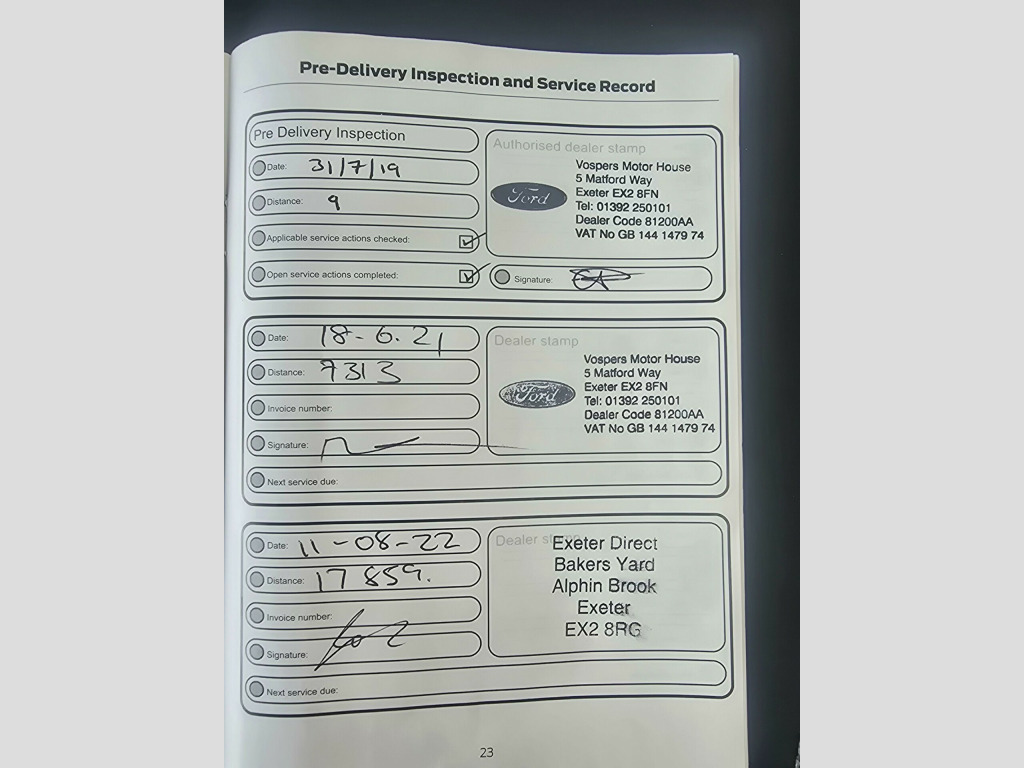 Pre-Delivery Inspection and Service Record
Pre Delivery Inspection
Date: 31/7/19
Distance: 9
Applicable service actions checked:
Open service actions completed:
Authorised dealer stamp
Ford
Vospers Motor House
5 Matford Way
Exeter EX2 8FN
Tel: 01392 250101
Dealer Code 81200AA
VAT No GB 144 1479 74
Signature:
Date: 18-6.21
Distance: 7313
Invoice number:
Signature:
Next service due:
Dealer stamp
Ford
Vospers Motor House
5 Matford Way
Exeter EX2 8FN
Tel: 01392 250101
Dealer Code 81200AA
VAT No GB 144 1479 74
Date: 11-08-22
Distance: 17859.
Invoice number:
Signature:
Next service due:
Dealer stamp
Exeter Direct
Bakers Yard
Alphin Brook
Exeter
EX2 8RG
23